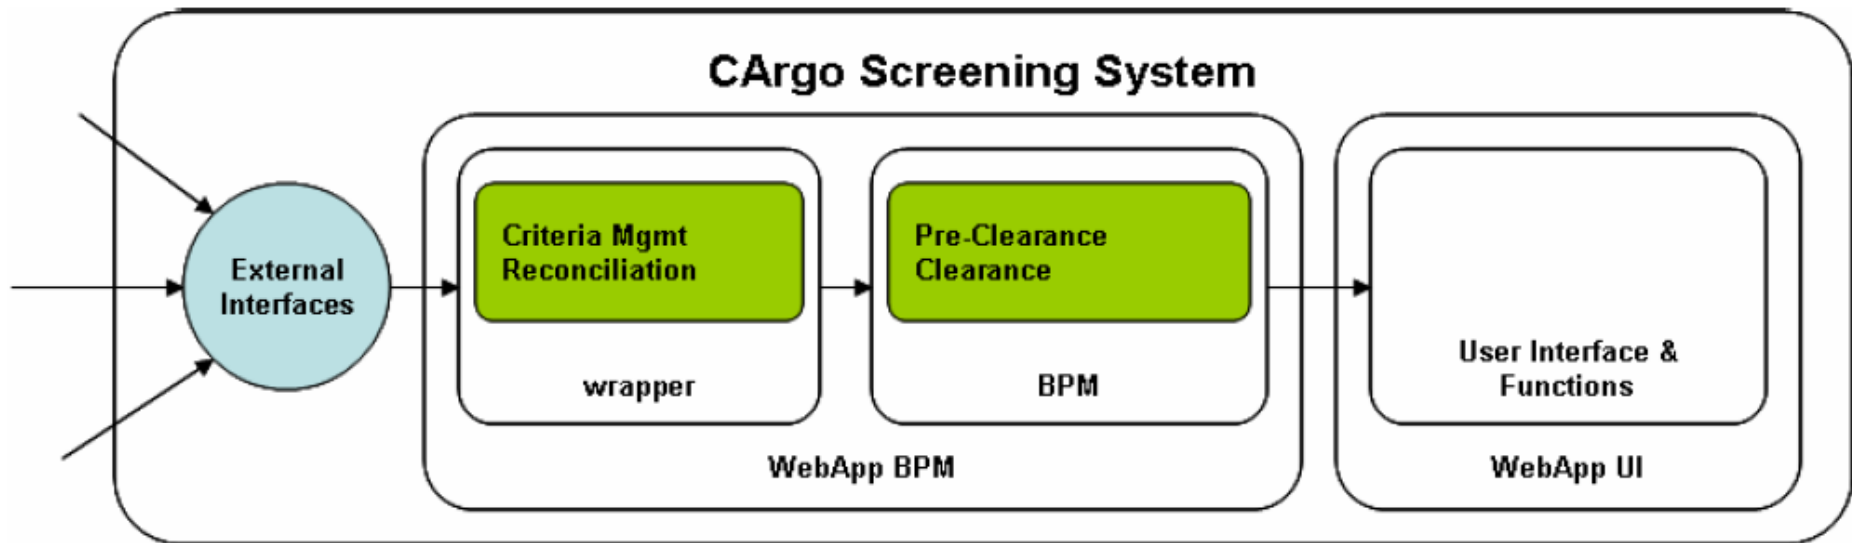 CArgo Screening System
External
Interfaces
Criteria Mgmt
Reconciliation
wrapper
Pre-Clearance
Clearance
BPM
WebApp BPM
User Interface &
Functions
WebApp UI